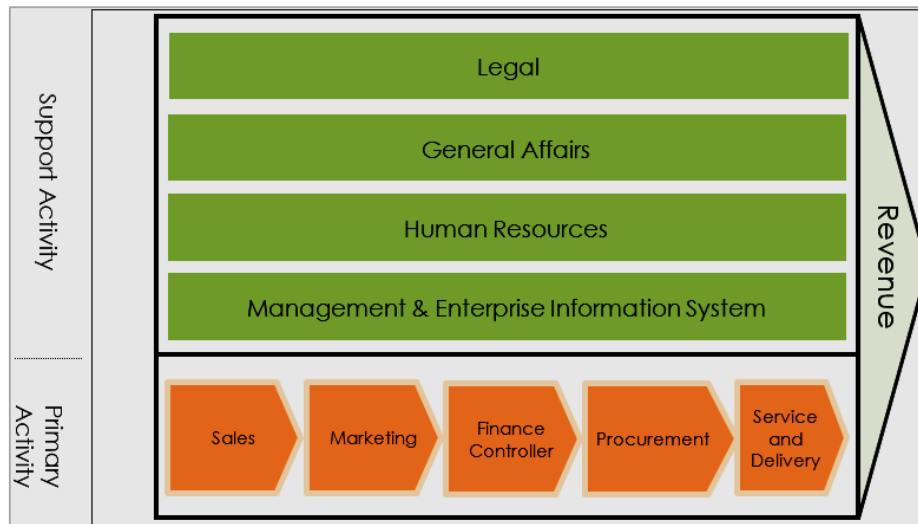 Support Activity
Legal
General Affairs
Human Resources
Management & Enterprise Information System
Revenue
Primary
Activity
Sales
Marketing
Finance
Controller
Procurement
Service
and
Delivery